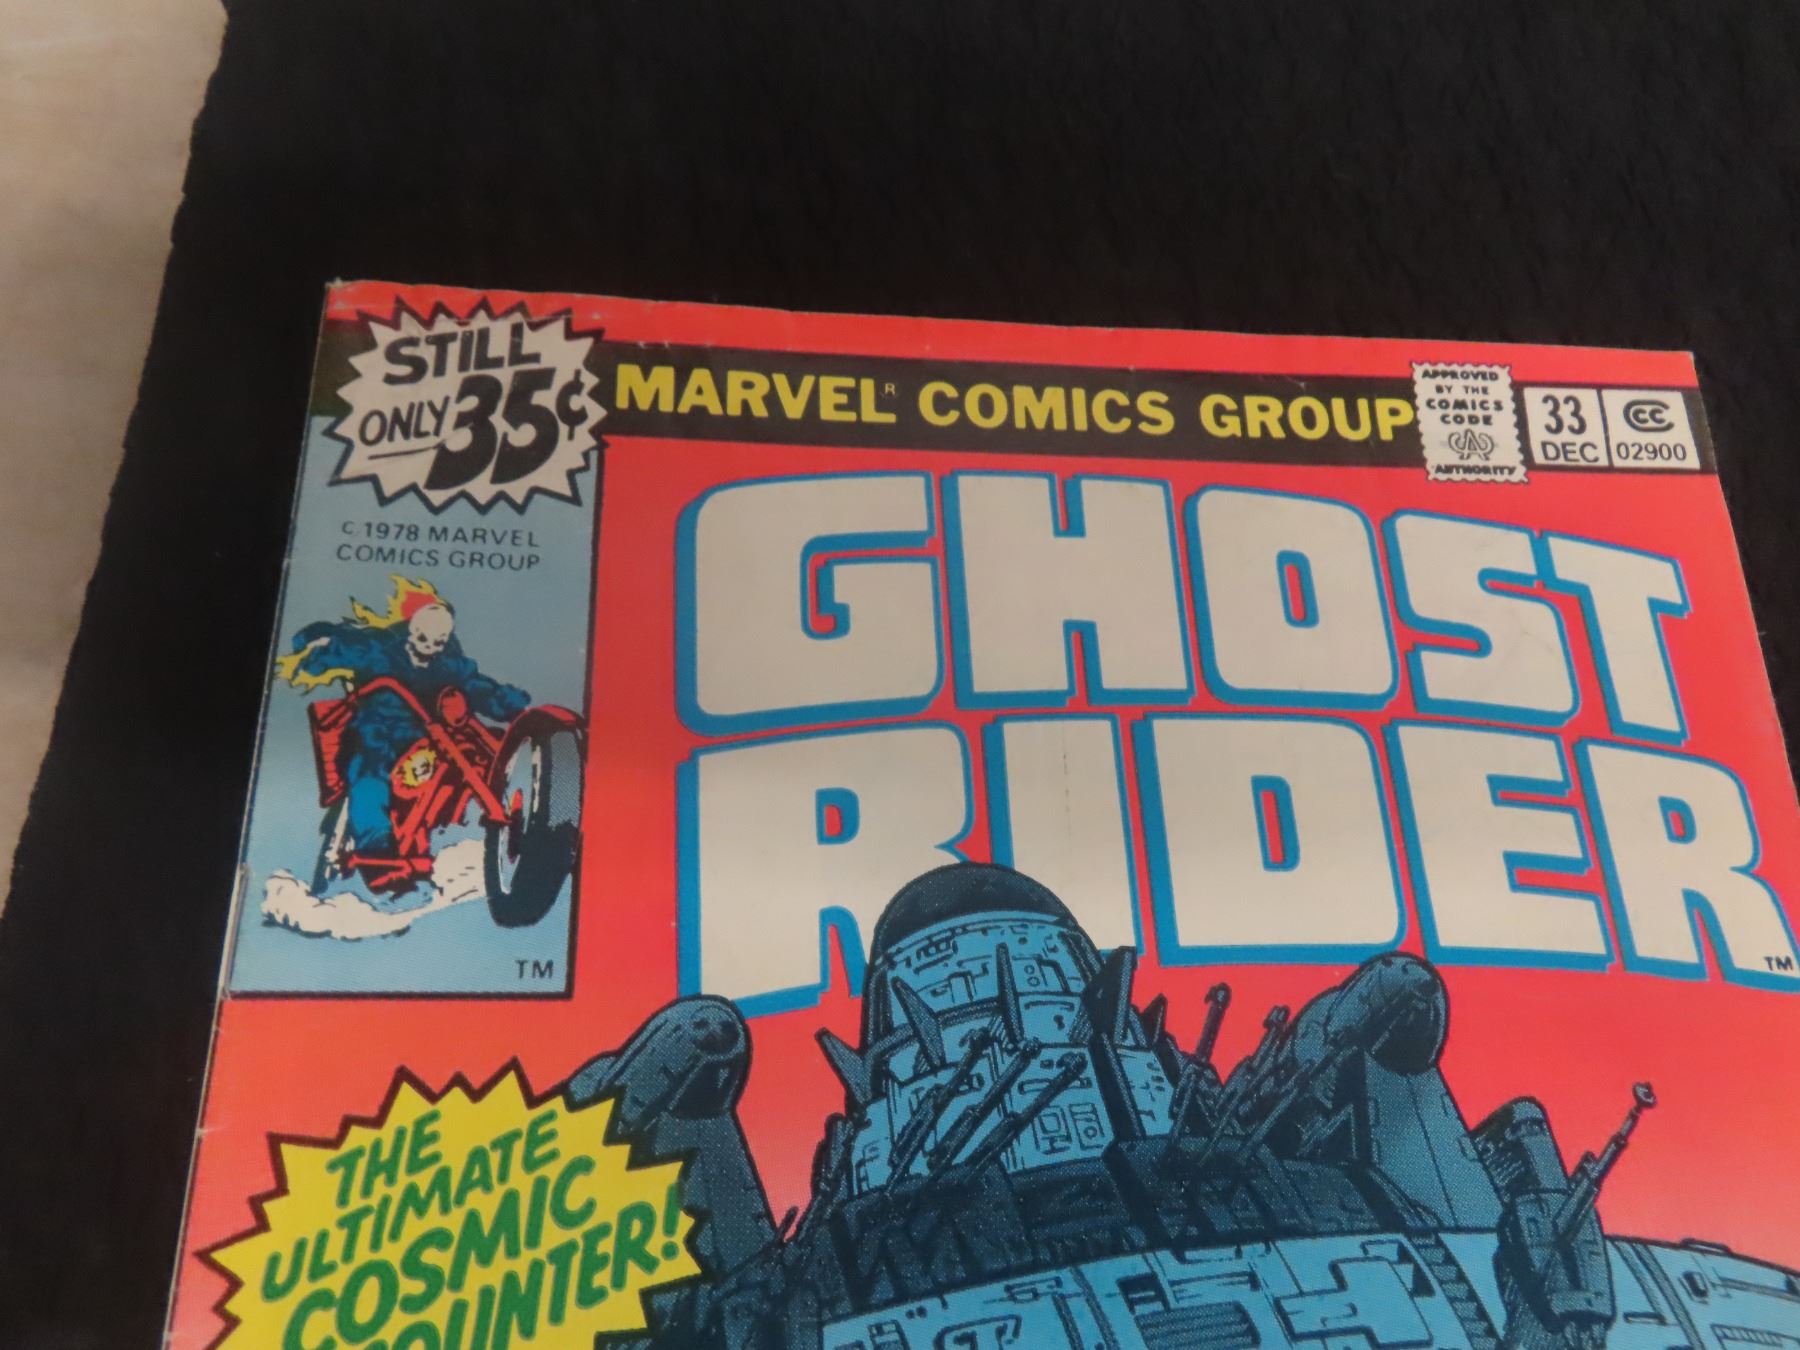 STILL
ONLY 35¢
MARVEL® COMICS GROUP
APPROVED
BY THE
COMICS
CODE
CA
AUTHORITY
33
DEC
CC
02900
© 1978 MARVEL
COMICS GROUP
TM
GHOST
RIDER
TM
THE
ULTIMATE
COSMIC